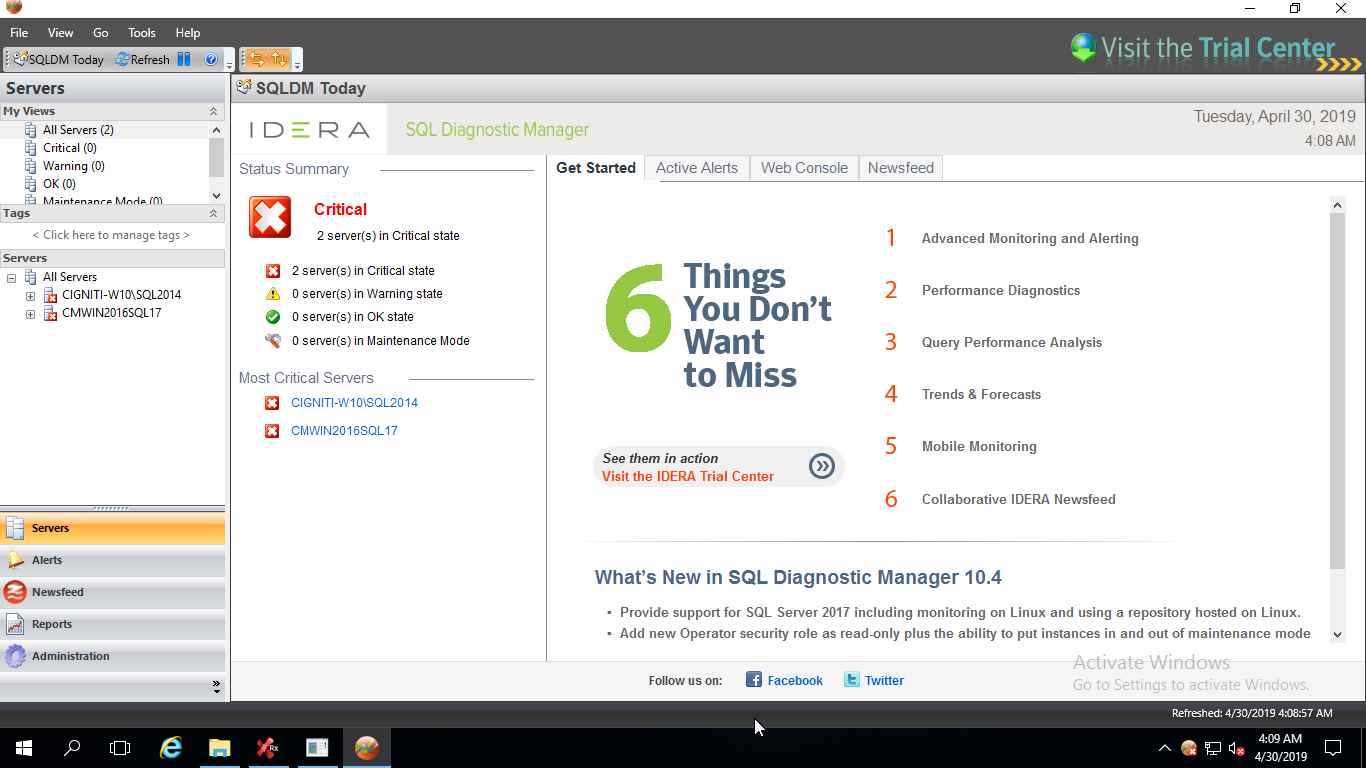 File View Go Tools Help
SQLDM Today Refresh
Visit the Trial Center
Servers
My Views
All Servers (2)
Critical (0)
Warning (0)
OK (0)
Maintenance Mode (0)
Tags
< Click here to manage tags >
Servers
All Servers
CIGNITI-W10\SQL2014
CMWIN2016SQL17
Servers
Alerts
Newsfeed
Reports
Administration
SQLDM Today
IDERA
SQL Diagnostic Manager
Tuesday, April 30, 2019
4:08 AM
Status Summary
Critical
2 server(s) in Critical state
2 server(s) in Critical state
0 server(s) in Warning state
0 server(s) in OK state
0 server(s) in Maintenance Mode
Most Critical Servers
CIGNITI-W10\SQL2014
CMWIN2016SQL17
Get Started Active Alerts Web Console Newsfeed
6 Things
You Don't
Want
to Miss
See them in action
Visit the IDERA Trial Center
1 Advanced Monitoring and Alerting
2 Performance Diagnostics
3 Query Performance Analysis
4 Trends & Forecasts
5 Mobile Monitoring
6 Collaborative IDERA Newsfeed
What's New in SQL Diagnostic Manager 10.4
▪ Provide support for SQL Server 2017 including monitoring on Linux and using a repository hosted on Linux.
▪ Add new Operator security role as read-only plus the ability to put instances in and out of maintenance mode
Activate Windows
Go to Settings to activate Windows.
Follow us on: Facebook Twitter
Refreshed: 4/30/2019 4:08:57 AM
Rx
4:09 AM
4/30/2019